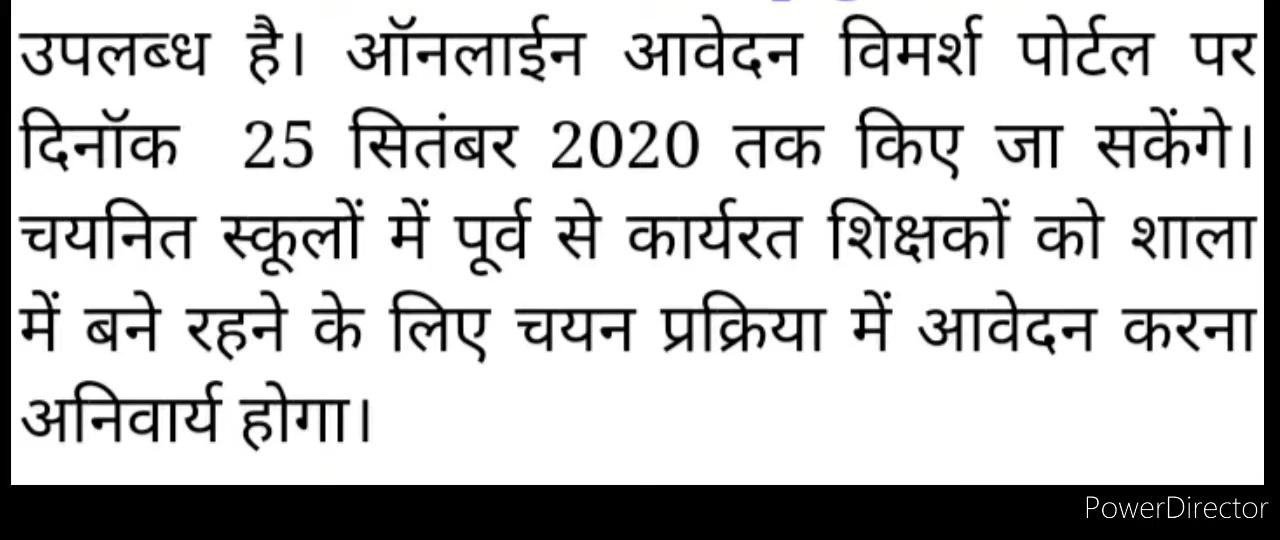 उपलब्ध है। ऑनलाईन आवेदन विमर्श पोर्टल पर
दिनॉक 25 सितंबर 2020 तक किए जा सकेंगे।
चयनित स्कूलों में पूर्व से कार्यरत शिक्षकों को शाला
में बने रहने के लिए चयन प्रक्रिया में आवेदन करना
अनिवार्य होगा।
PowerDirector